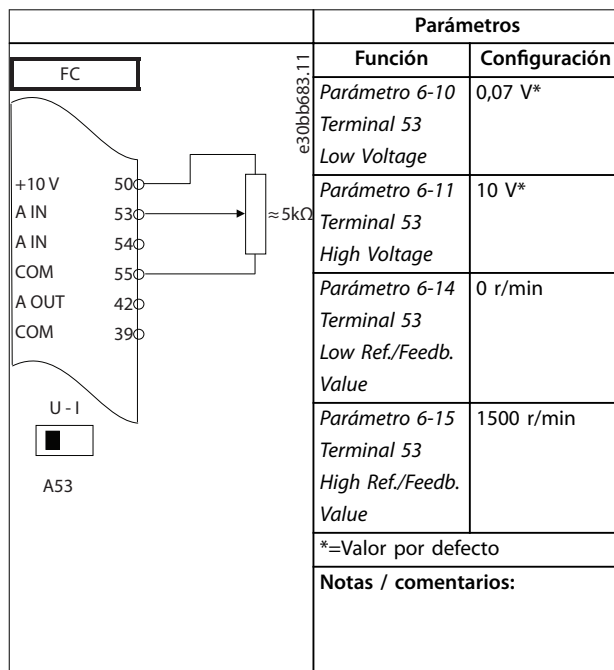 Parámetros
Función Configuración
FC
e30bb683.11
+10 V 50
A IN 53
A IN 54
COM 55
A OUT 42
COM 39
≈5kΩ
U - I
A53
Parámetro 6-10
Terminal 53
Low Voltage
0,07 V*
Parámetro 6-11
Terminal 53
High Voltage
10 V*
Parámetro 6-14
Terminal 53
Low Ref./Feedb.
Value
0 r/min
Parámetro 6-15
Terminal 53
High Ref./Feedb.
Value
1500 r/min
*=Valor por defecto
Notas / comentarios: